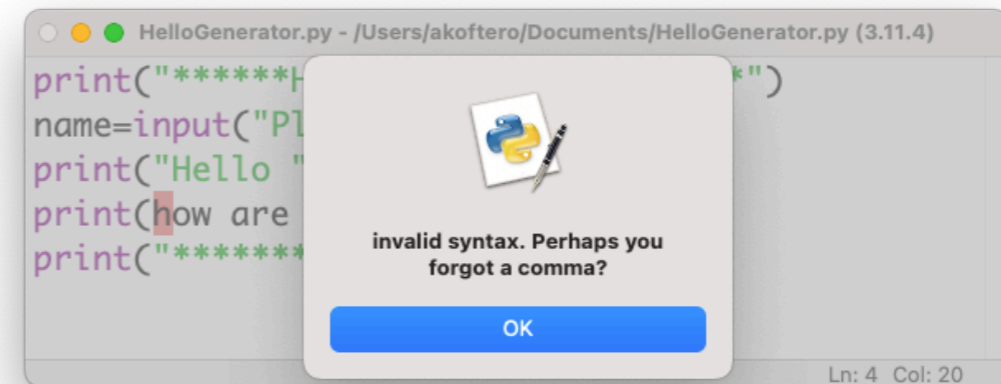 HelloGenerator.py - /Users/akoftero/Documents/HelloGenerator.py (3.11.4)
print("******H *")
name=input("Pl
print("Hello "
print(how are
print("*******
invalid syntax. Perhaps you
forgot a comma?
OK
Ln: 4 Col: 20